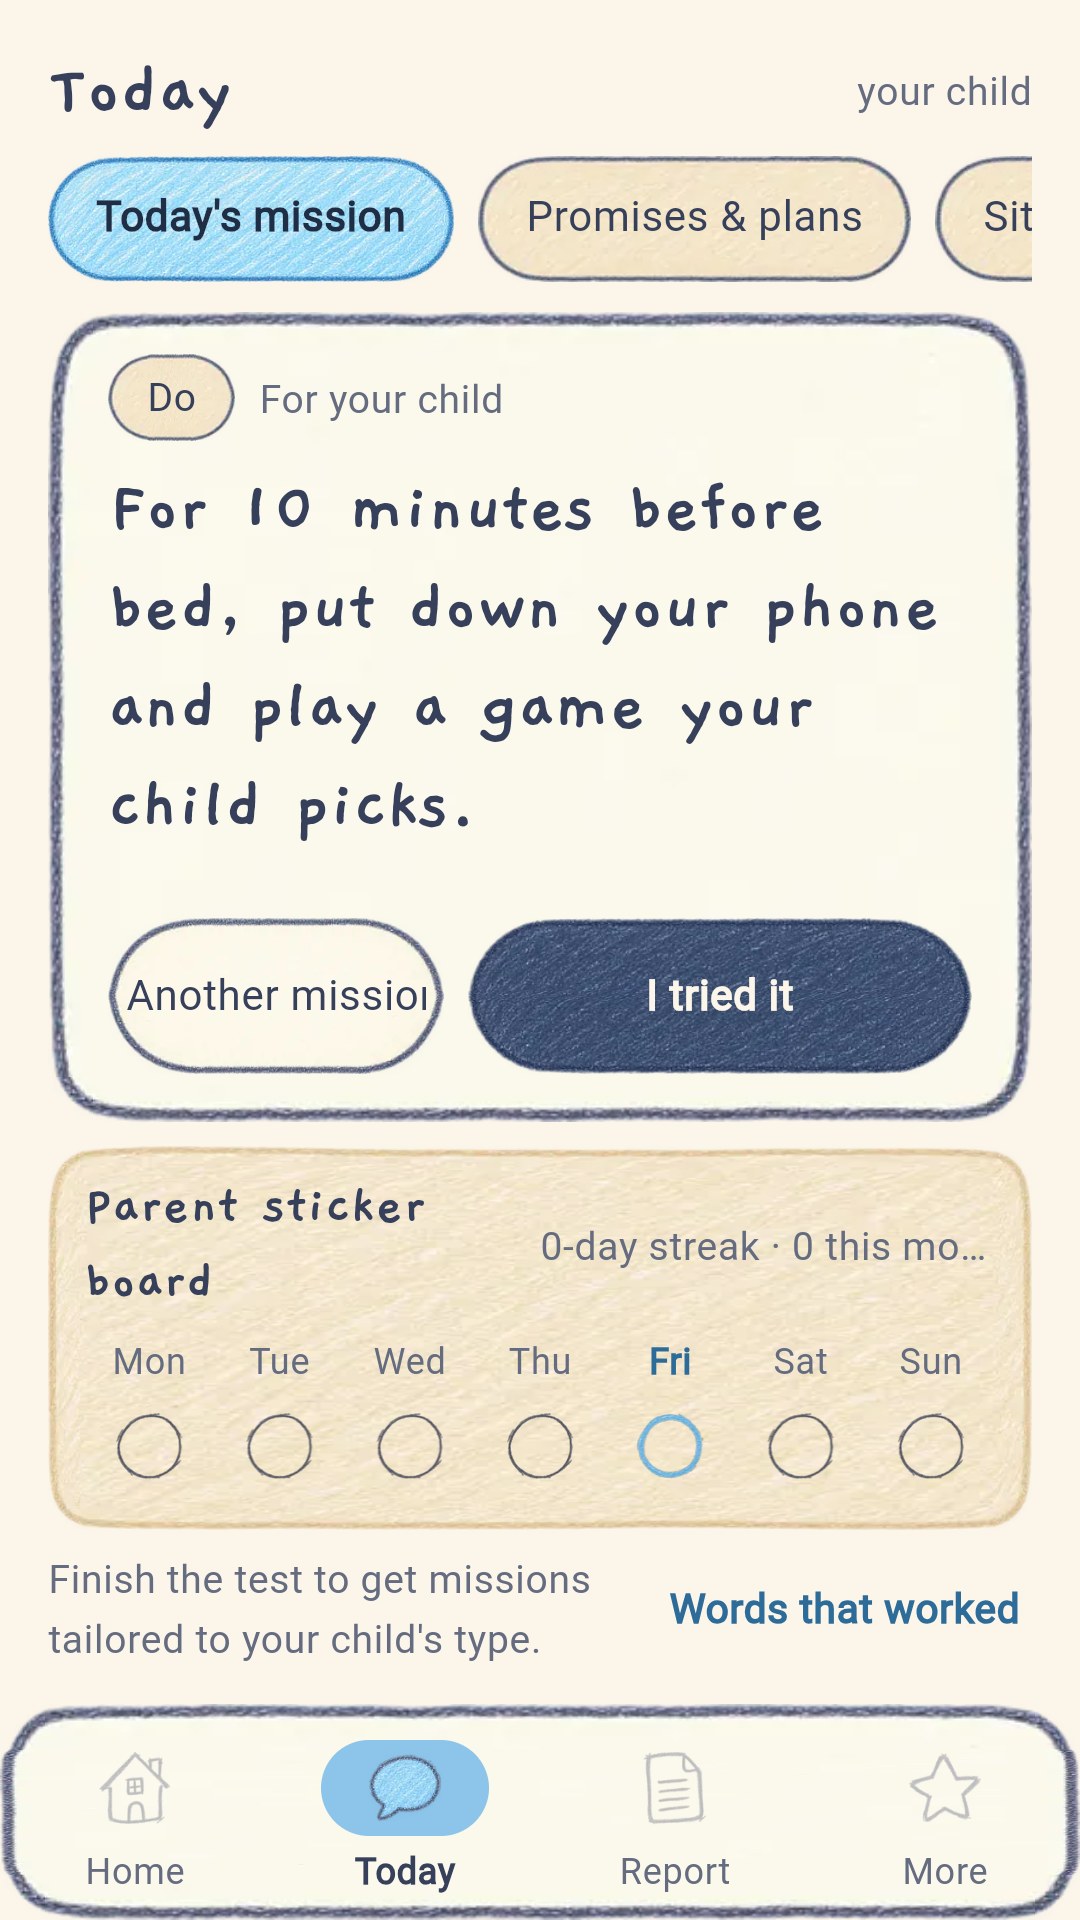 Today
your child
Today's mission
Promises & plans
Sit
Do
For your child
For 10 minutes before
bed, put down your phone
and play a game your
child picks.
Another mission
I tried it
Parent sticker
board
0-day streak · 0 this mo…
Mon Tue Wed Thu Fri Sat Sun
Finish the test to get missions
tailored to your child's type.
Words that worked
Home Today Report More